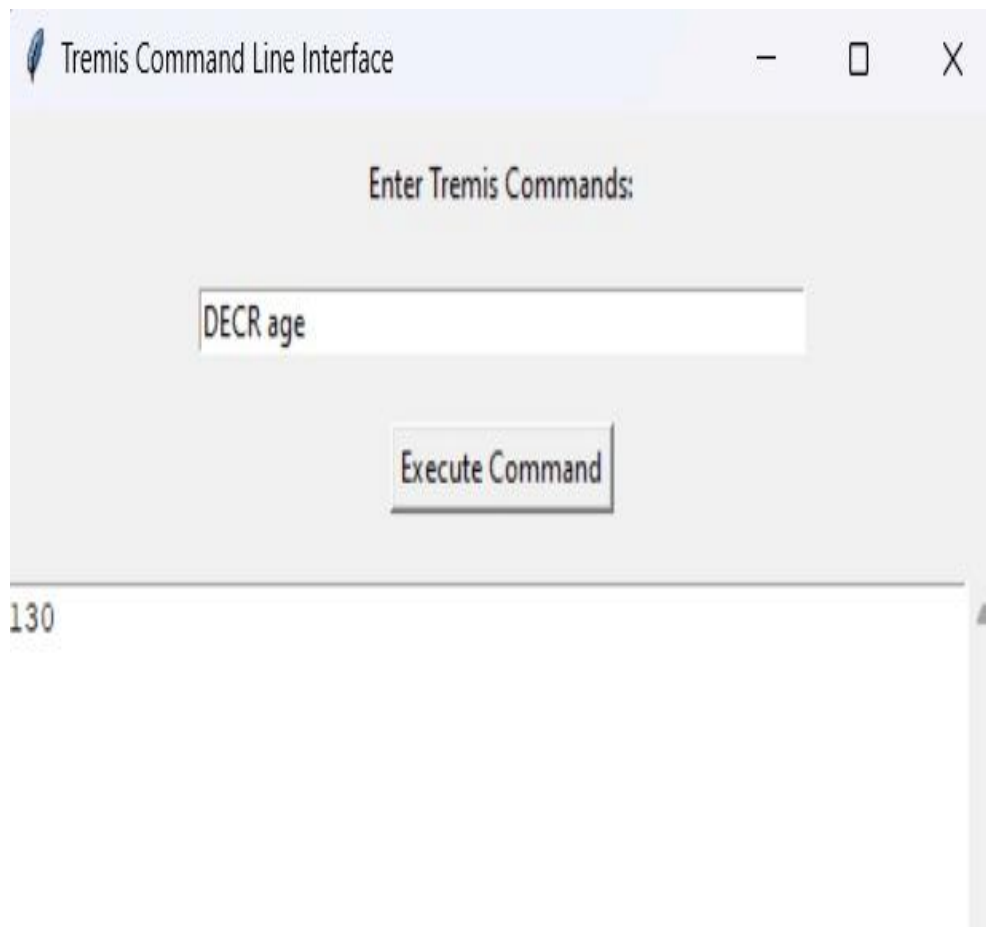 Tremis Command Line Interface
Enter Tremis Commands:
DECR age
Execute Command
130